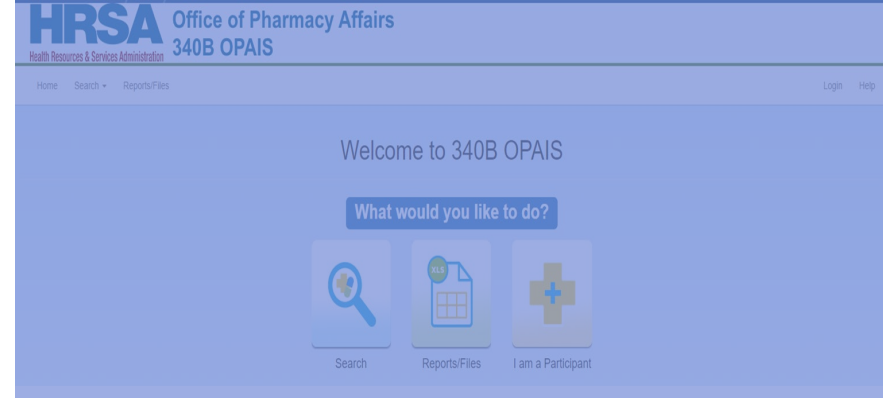 HRSA
Health Resources & Services Administration
Office of Pharmacy Affairs
340B OPAIS
Home Search Reports/Files Login Help
Welcome to 340B OPAIS
What would you like to do?
XLS
Search Reports/Files I am a Participant